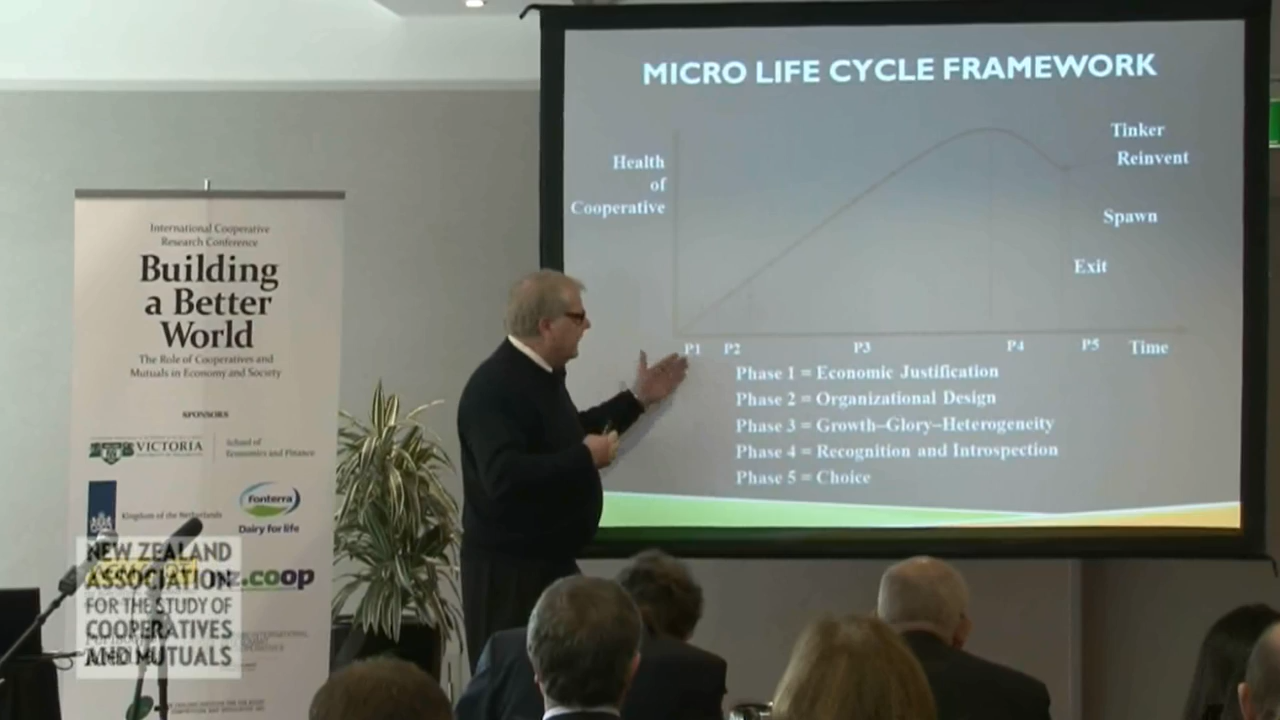 MICRO LIFE CYCLE FRAMEWORK
Health
of
Cooperative
Tinker
Reinvent
Spawn
Exit
P1 P2 P3 P4 P5 Time
Phase 1 = Economic Justification
Phase 2 = Organizational Design
Phase 3 = Growth–Glory–Heterogeneity
Phase 4 = Recognition and Introspection
Phase 5 = Choice
International Cooperative
Research Conference
Building
a Better
World
The Role of Cooperatives and
Mutuals in Economy and Society
SPONSORS
VICTORIA
School of
Economics and Finance
Kingdom of the Netherlands
Fonterra
Dairy for life
z.coop
NEW ZEALAND
ASSOCIATION
FOR THE STUDY OF
COOPERATIVES
AND MUTUALS